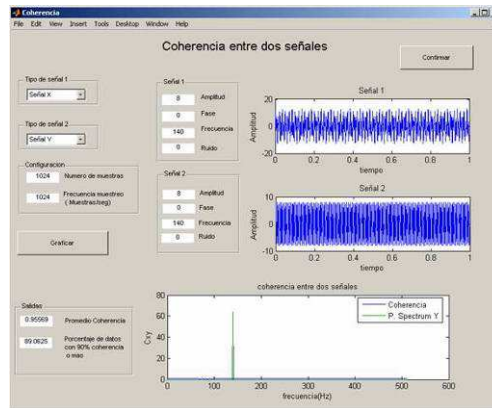 Coherencia
File Edit View Insert Tools Desktop Window Help
Coherencia entre dos señales
Continuar
Tipo de señal 1
Señal X
Tipo de señal 2
Señal Y
Configuracion
1024 Numero de muestras
1024 Frecuencia muestreo
( Muestras/seg)
Graficar
Señal 1
8 Amplitud
0 Fase
140 Frecuencia
0 Ruido
Señal 2
8 Amplitud
0 Fase
140 Frecuencia
0 Ruido
Señal 1
Amplitud
20
0
-20
0 0.2 0.4 0.6 0.8 1
tiempo
Señal 2
Amplitud
10
0
-10
0 0.2 0.4 0.6 0.8 1
tiempo
Salidas
0.95569 Promedio Coherencia
89.0625 Porcentaje de datos
con 90% coherencia
o mas
coherencia entre dos señales
Cxy
80
60
40
20
0
0 100 200 300 400 500 600
frecuencia(Hz)
Coherencia
P. Spectrum Y